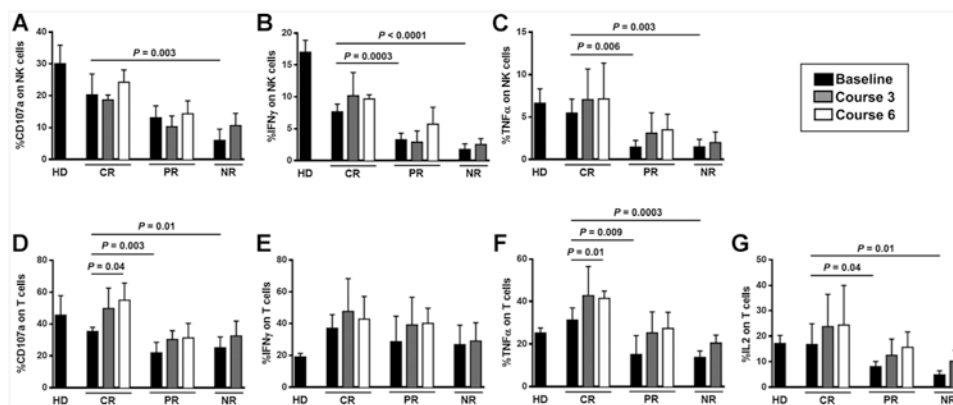 A
%CD107a on NK cells
40
30
20
10
0
P = 0.003
HD
CR
PR
NR
B
%IFNγ on NK cells
20
15
10
5
0
P < 0.0001
P = 0.0003
HD
CR
PR
NR
C
%TNFα on NK cells
15
10
5
0
P = 0.003
P = 0.006
HD
CR
PR
NR
Baseline
Course 3
Course 6
D
%CD107a on T cells
80
60
40
20
0
P = 0.01
P = 0.003
P = 0.04
HD
CR
PR
NR
E
%IFNγ on T cells
80
60
40
20
0
HD
CR
PR
NR
F
%TNFα on T cells
60
40
20
0
P = 0.0003
P = 0.009
P = 0.01
HD
CR
PR
NR
G
%IL2 on T cells
50
40
30
20
10
0
P = 0.01
P = 0.04
HD
CR
PR
NR